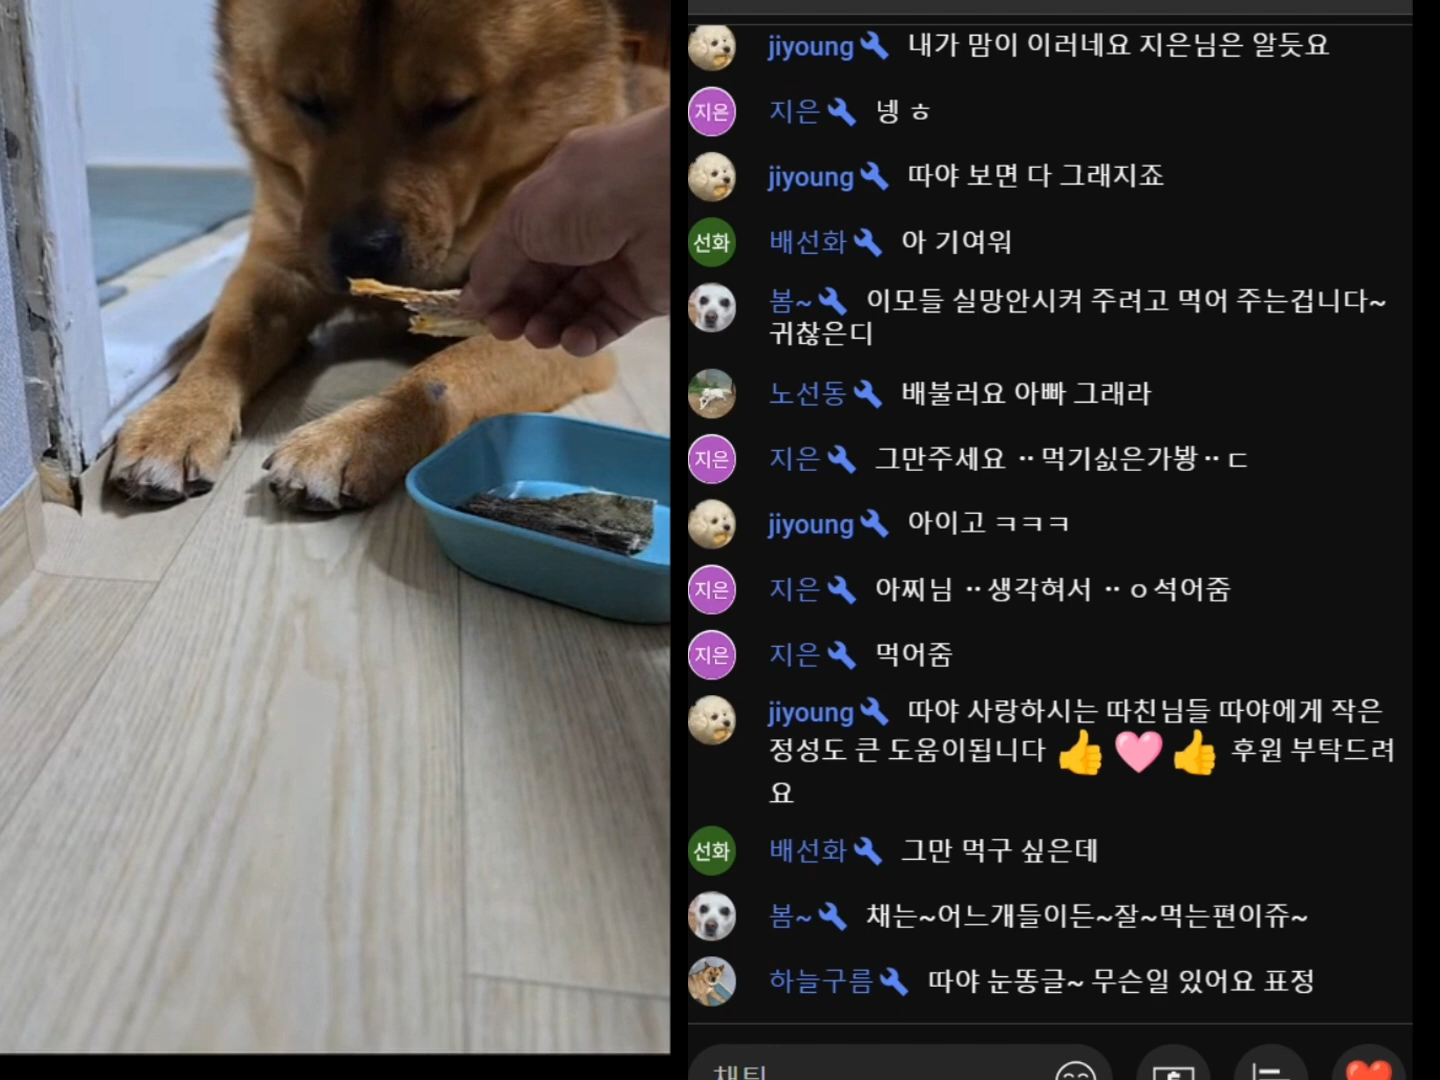 jiyoung 내가 맘이 이러네요 지은님은 알듯요
지은 지은 넹 ㅎ
jiyoung 따야 보면 다 그래지죠
선화 배선화 아 기여워
봄~ 이모들 실망안시켜 주려고 먹어 주는겁니다~
귀찮은디
노선동 배불러요 아빠 그래라
지은 지은 그만주세요 ᆢ먹기싫은가봥ᆢㄷ
jiyoung 아이고 ㅋㅋㅋ
지은 지은 아찌님 ᆢ생각혀서 ᆢㅇ석어줌
지은 지은 먹어줌
jiyoung 따야 사랑하시는 따친님들 따야에게 작은
정성도 큰 도움이됩니다 👍🩷👍 후원 부탁드려
요
선화 배선화 그만 먹구 싶은데
봄~ 채는~어느개들이든~잘~먹는편이쥬~
하늘구름 따야 눈똥글~ 무슨일 있어요 표정
채팅